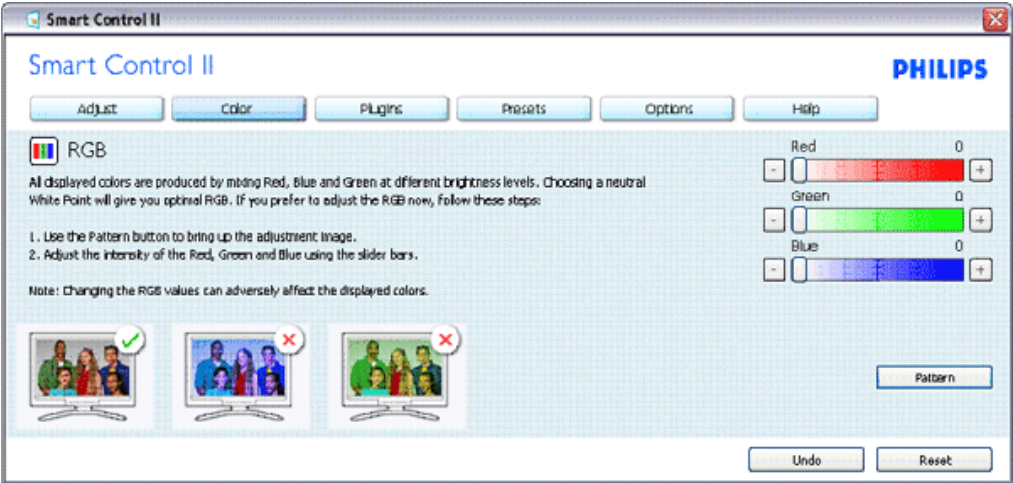 Smart Control II
Smart Control II
PHILIPS
Adjust Color Plugins Presets Options Help
RGB
All displayed colors are produced by mixing Red, Blue and Green at different brightness levels. Choosing a neutral
White Point will give you optimal RGB. If you prefer to adjust the RGB now, follow these steps:
1. Use the Pattern button to bring up the adjustment image.
2. Adjust the intensity of the Red, Green and Blue using the slider bars.
Note: Changing the RGB values can adversely affect the displayed colors.
Red 0
- +
Green 0
- +
Blue 0
- +
Pattern
Undo Reset